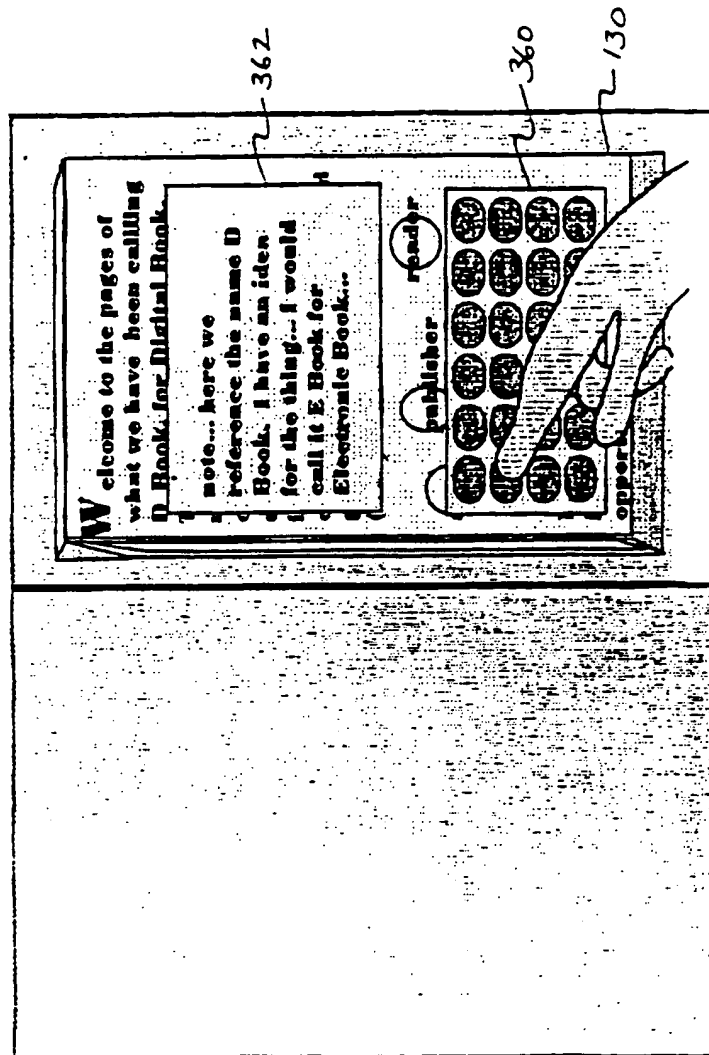 Welcome to the pages of
what we have been callling
D Book, for Digital Book.
note... here we
reference the name D
Book. I have an idea
for the thing... I would
call it E Book for
Electronic Book...
publisher
reader
oppor
362
360
130